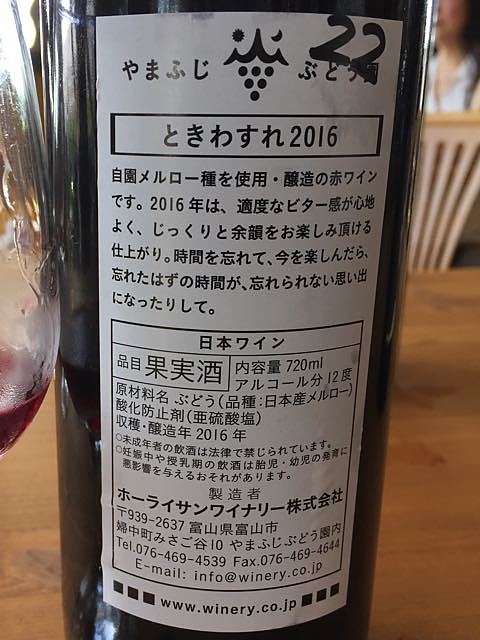 22
やまふじ ぶどう園
ときわすれ2016
自園メルロー種を使用・醸造の赤ワイン
です。2016年は、適度なビター感が心地
よく、じっくりと余韻をお楽しみ頂ける
仕上がり。時間を忘れて、今を楽しんだら、
忘れたはずの時間が、忘れられない思い出
になったりして。
日本ワイン
品目 果実酒 内容量 720ml
アルコール分12度
原材料名 ぶどう(品種:日本産メルロー)
酸化防止剤(亜硫酸塩)
収穫・醸造年 2016年
○未成年者の飲酒は法律で禁じられています。
○妊娠中や授乳期の飲酒は胎児・幼児の発育に
悪影響を与えるおそれがあります。
製造者
ホーライサンワイナリー株式会社
〒939-2637 富山県富山市
婦中町みさご谷10 やまふじぶどう園内
Tel.076-469-4539 Fax.076-469-4644
E-mail: info@winery.co.jp
www.winery.co.jp